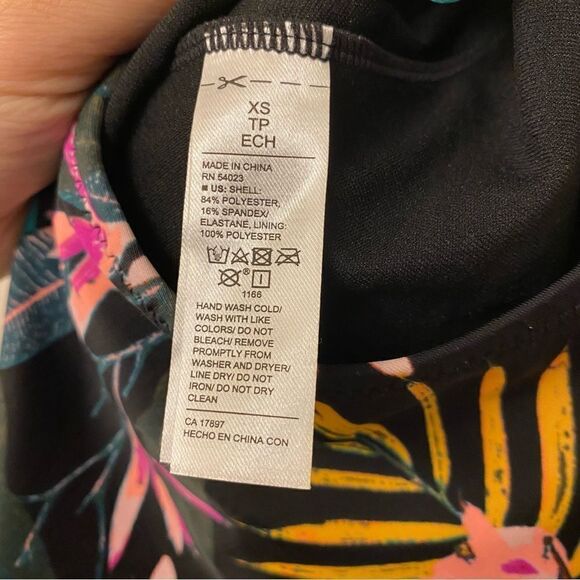 XS
TP
ECH
MADE IN CHINA
RN 54023
■ US: SHELL:
84% POLYESTER,
16% SPANDEX/
ELASTANE, LINING:
100% POLYESTER
®
1166
HAND WASH COLD/
WASH WITH LIKE
COLORS/ DO NOT
BLEACH/ REMOVE
PROMPTLY FROM
WASHER AND DRYER/
LINE DRY/ DO NOT
IRON/ DO NOT DRY
CLEAN
CA 17897
HECHO EN CHINA CON